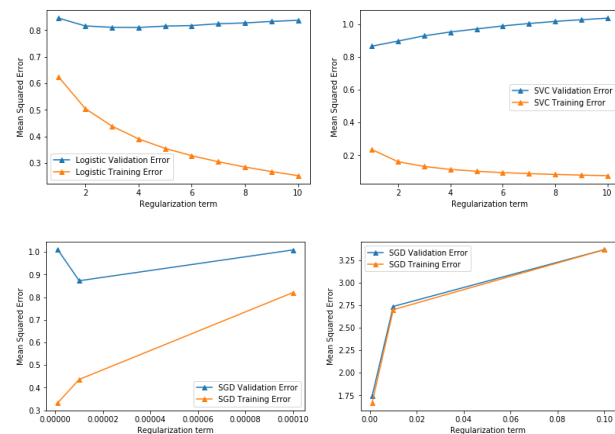 0.8
0.7
0.6
0.5
0.4
0.3
Mean Squared Error
Logistic Validation Error
Logistic Training Error
2 4 6 8 10
Regularization term
1.0
0.8
0.6
0.4
0.2
Mean Squared Error
SVC Validation Error
SVC Training Error
2 4 6 8 10
Regularization term
1.0
0.9
0.8
0.7
0.6
0.5
0.4
0.3
Mean Squared Error
SGD Validation Error
SGD Training Error
0.00000 0.00002 0.00004 0.00006 0.00008 0.00010
Regularization term
3.25
3.00
2.75
2.50
2.25
2.00
1.75
Mean Squared Error
SGD Validation Error
SGD Training Error
0.00 0.02 0.04 0.06 0.08 0.10
Regularization term